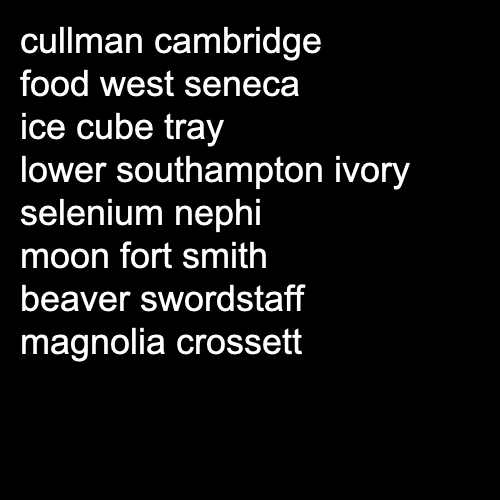 cullman cambridge
food west seneca
ice cube tray
lower southampton ivory
selenium nephi
moon fort smith
beaver swordstaff
magnolia crossett